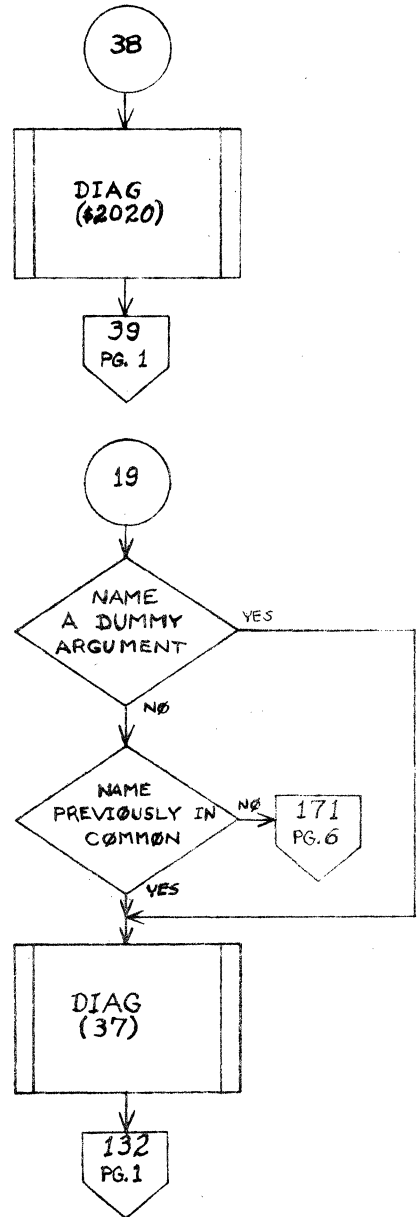 38
DIAG
($2020)
39
PG. 1
19
NAME
A DUMMY
ARGUMENT
YES
NØ
NAME
PREVIØUSLY IN
CØMMØN
NØ
171
PG. 6
YES
DIAG
(37)
132
PG. 1